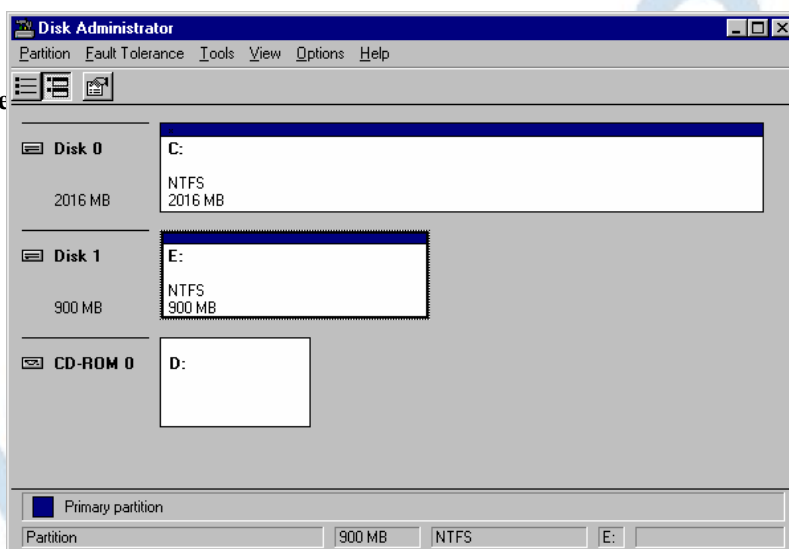 Disk Administrator
Partition Fault Tolerance Tools View Options Help
e
Disk 0
2016 MB
C:
NTFS
2016 MB
Disk 1
900 MB
E:
NTFS
900 MB
CD-ROM 0
D:
Primary partition
Partition 900 MB NTFS E: